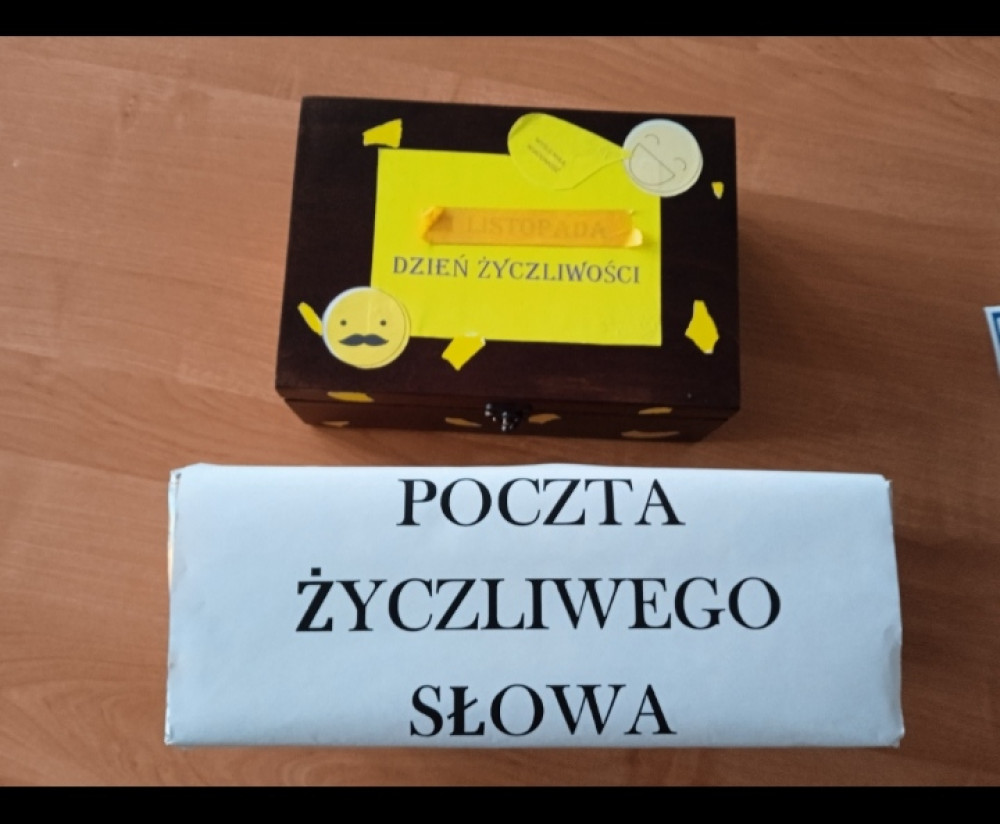 LISTOPADA
DZIEŃ ŻYCZLIWOŚCI
POCZTA
ŻYCZLIWEGO
SŁOWA